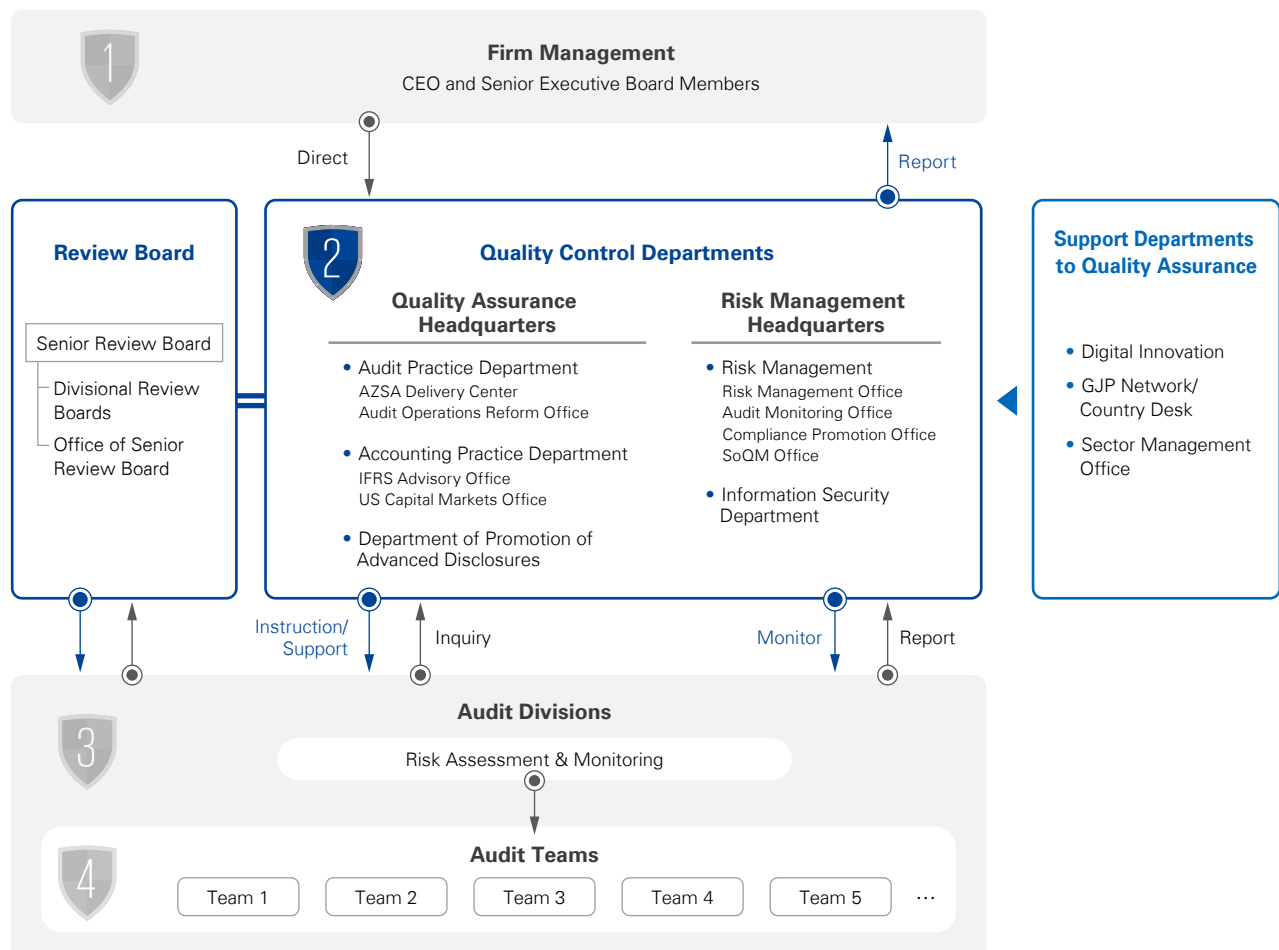 1
Firm Management
CEO and Senior Executive Board Members
Direct
Report
Review Board
Senior Review Board
Divisional Review
Boards
Office of Senior
Review Board
2
Quality Control Departments
Quality Assurance
Headquarters
• Audit Practice Department
AZSA Delivery Center
Audit Operations Reform Office
• Accounting Practice Department
IFRS Advisory Office
US Capital Markets Office
• Department of Promotion of
Advanced Disclosures
Risk Management
Headquarters
• Risk Management
Risk Management Office
Audit Monitoring Office
Compliance Promotion Office
SoQM Office
• Information Security
Department
Support Departments
to Quality Assurance
• Digital Innovation
• GJP Network/
Country Desk
• Sector Management
Office
Instruction/
Support
Inquiry
Monitor
Report
3
Audit Divisions
Risk Assessment & Monitoring
4
Audit Teams
Team 1
Team 2
Team 3
Team 4
Team 5
…